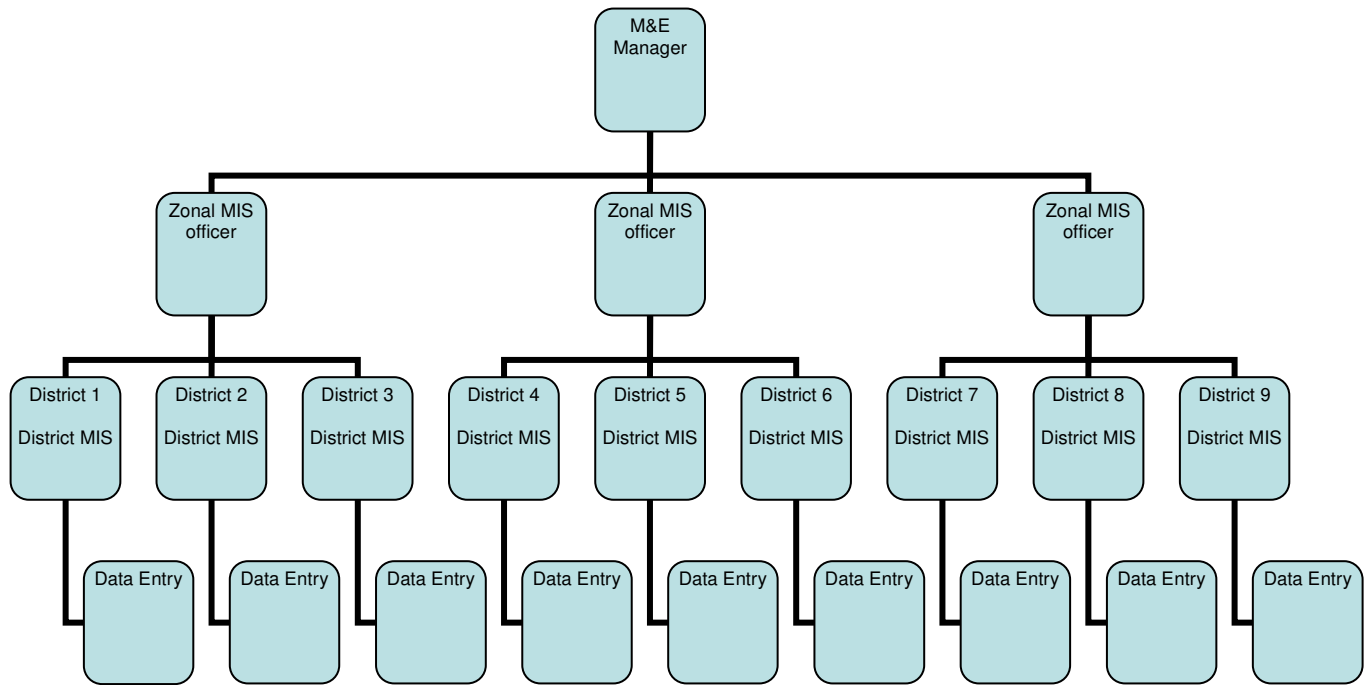 M&E
Manager
Zonal MIS
officer
Zonal MIS
officer
Zonal MIS
officer
District 1
District MIS
District 2
District MIS
District 3
District MIS
District 4
District MIS
District 5
District MIS
District 6
District MIS
District 7
District MIS
District 8
District MIS
District 9
District MIS
Data Entry
Data Entry
Data Entry
Data Entry
Data Entry
Data Entry
Data Entry
Data Entry
Data Entry